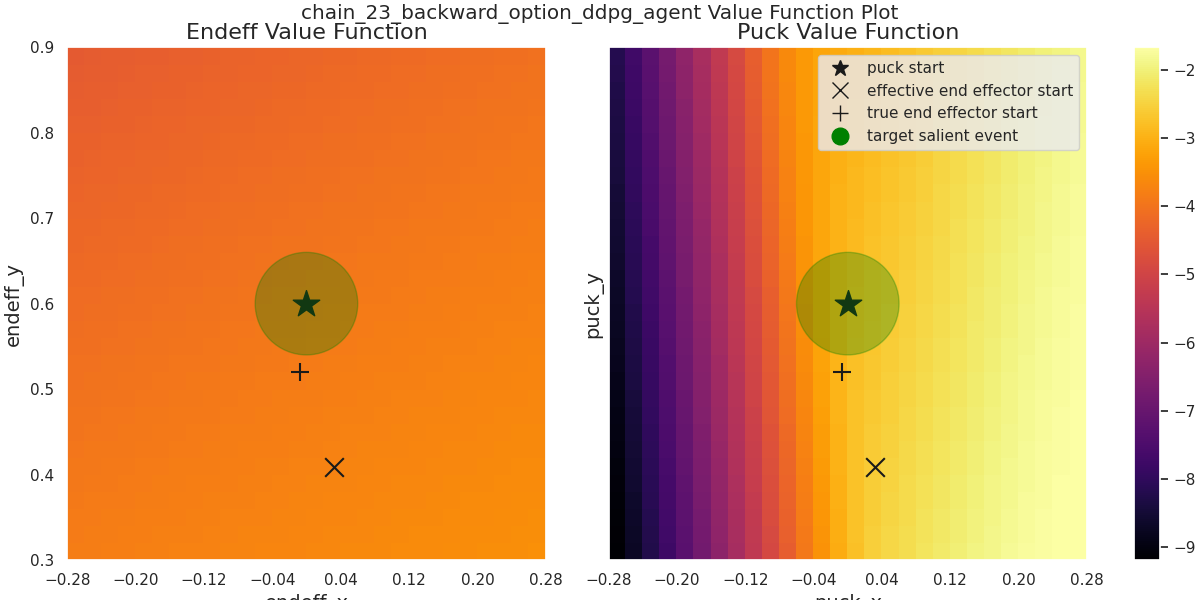 chain_23_backward_option_ddpg_agent Value Function Plot
Endeff Value Function
Puck Value Function
0.9
0.8
0.7
0.6
0.5
0.4
0.3
endeff_y
−0.28 −0.20 −0.12 −0.04 0.04 0.12 0.20 0.28
endeff_x
puck_y
puck start
effective end effector start
true end effector start
target salient event
−0.28 −0.20 −0.12 −0.04 0.04 0.12 0.20 0.28
puck_x
−2
−3
−4
−5
−6
−7
−8
−9